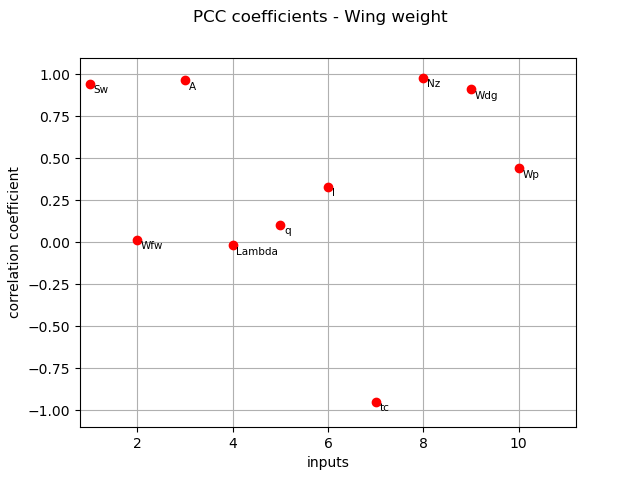 PCC coefficients - Wing weight
1.00
0.75
0.50
0.25
0.00
−0.25
−0.50
−0.75
−1.00
correlation coefficient
Sw
Wfw
A
Lambda
q
l
tc
Nz
Wdg
Wp
2 4 6 8 10
inputs